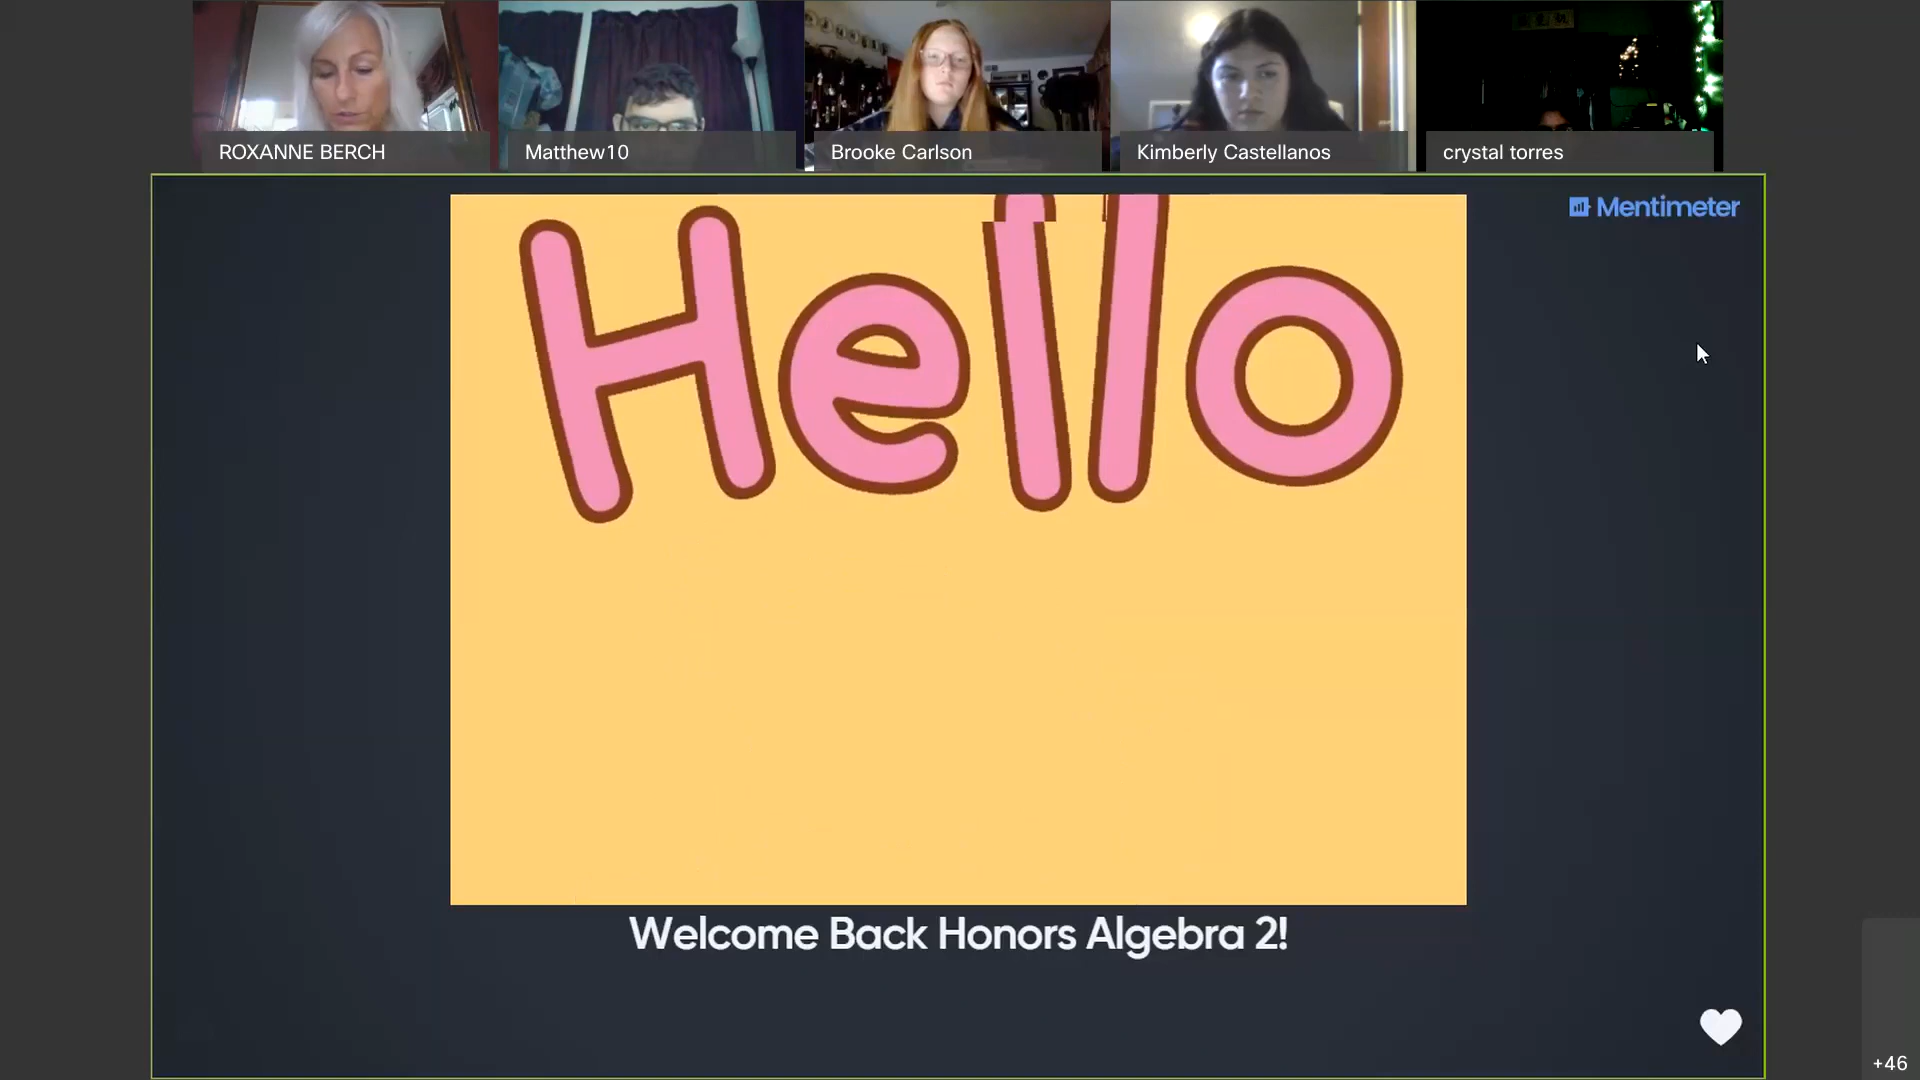 ROXANNE BERCH
Matthew10
Brooke Carlson
Kimberly Castellanos
crystal torres
Mentimeter
Hello
Welcome Back Honors Algebra 2!
+46